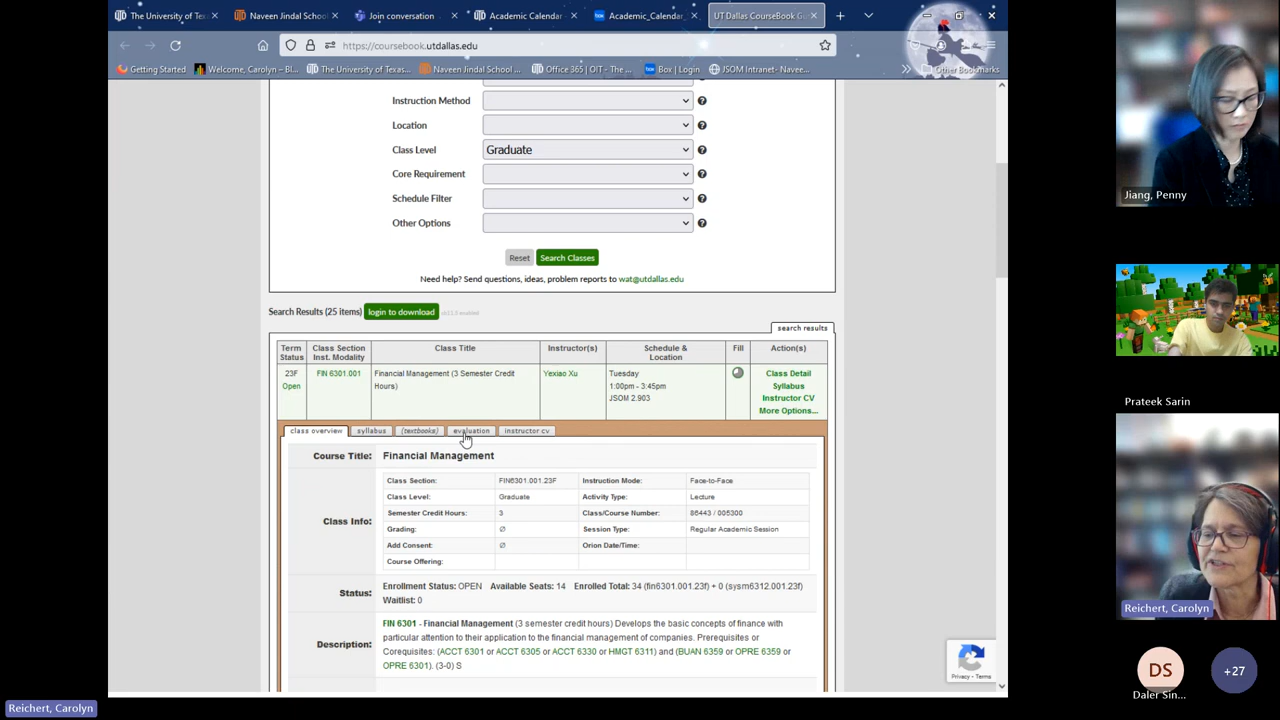 The University of Tex
Naveen Jindal School
Join conversation
Academic Calendar
Academic_Calendar_
UT Dallas CourseBook Gu
https://coursebook.utdallas.edu
Getting Started
Welcome, Carolyn – Bl...
The University of Texas...
Naveen Jindal School ...
Office 365 | OIT - The ...
Box | Login
JSOM Intranet- Navee...
Other Bookmarks
Instruction Method
Location
Class Level Graduate
Core Requirement
Schedule Filter
Other Options
Reset Search Classes
Need help? Send questions, ideas, problem reports to wat@utdallas.edu
Search Results (25 items) login to download
search results
Term Status Class Section Inst. Modality Class Title Instructor(s) Schedule & Location Fill Action(s)
23F Open FIN 6301.001 Financial Management (3 Semester Credit Hours) Yexiao Xu Tuesday 1:00pm - 3:45pm JSOM 2.903
Class Detail
Syllabus
Instructor CV
More Options...
class overview syllabus (textbooks) evaluation instructor cv
Course Title: Financial Management
Class Info:
Class Section: FIN6301.001.23F Instruction Mode: Face-to-Face
Class Level: Graduate Activity Type: Lecture
Semester Credit Hours: 3 Class/Course Number: 86443 / 005300
Grading: Ø Session Type: Regular Academic Session
Add Consent: Ø Orion Date/Time:
Course Offering:
Status: Enrollment Status: OPEN Available Seats: 14 Enrolled Total: 34 (fin6301.001.23f) + 0 (sysm6312.001.23f)
Waitlist: 0
Description: FIN 6301 - Financial Management (3 semester credit hours) Develops the basic concepts of finance with
particular attention to their application to the financial management of companies. Prerequisites or
Corequisites: (ACCT 6301 or ACCT 6305 or ACCT 6330 or HMGT 6311) and (BUAN 6359 or OPRE 6359 or
OPRE 6301). (3-0) S
Privacy - Terms
Jiang, Penny
Prateek Sarin
Reichert, Carolyn
DS
Daler Sin...
+27
Reichert, Carolyn